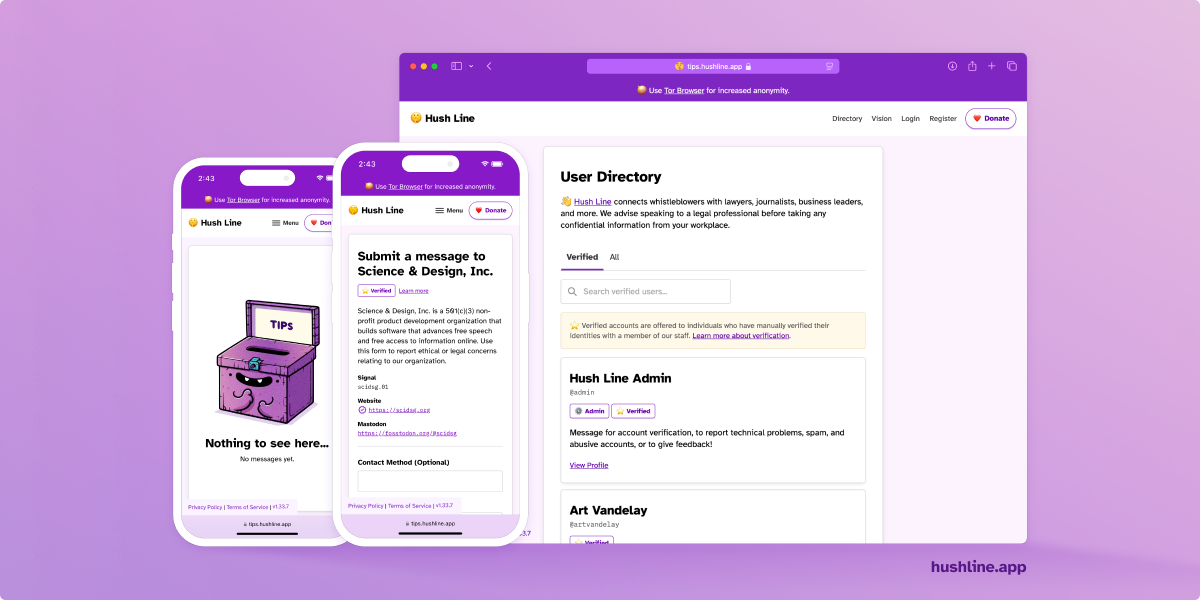 2:43
Use Tor Browser for increased anonymity.
Hush Line
Menu
Don
TIPS
Nothing to see here...
No messages yet.
Privacy Policy | Terms of Service | v1.33.7
tips.hushline.app
2:43
Use Tor Browser for increased anonymity.
Hush Line
Menu
Donate
Submit a message to
Science & Design, Inc.
Verified
Learn more
Science & Design, Inc. is a 501(c)(3) non-
profit product development organization that
builds software that advances free speech
and free access to information online. Use
this form to report ethical or legal concerns
relating to our organization.
Signal
scidsg.01
Website
https://scidsg.org
Mastodon
https://fosstodon.org/@scidsg
Contact Method (Optional)
Privacy Policy | Terms of Service | v1.33.7
tips.hushline.app
tips.hushline.app
Use Tor Browser for increased anonymity.
Hush Line
Directory
Vision
Login
Register
Donate
User Directory
Hush Line connects whistleblowers with lawyers, journalists, business leaders,
and more. We advise speaking to a legal professional before taking any
confidential information from your workplace.
Verified
All
Search verified users...
Verified accounts are offered to individuals who have manually verified their
identities with a member of our staff. Learn more about verification.
Hush Line Admin
@admin
Admin
Verified
Message for account verification, to report technical problems, spam, and
abusive accounts, or to give feedback!
View Profile
Art Vandelay
@artvandelay
Verified
3.7
hushline.app